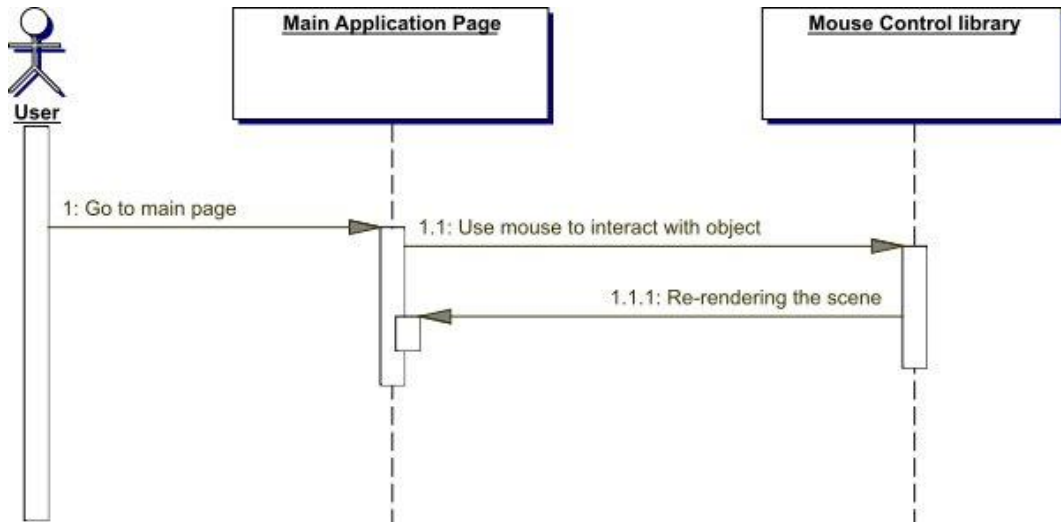 Main Application Page
Mouse Control library
User
1: Go to main page
1.1: Use mouse to interact with object
1.1.1: Re-rendering the scene